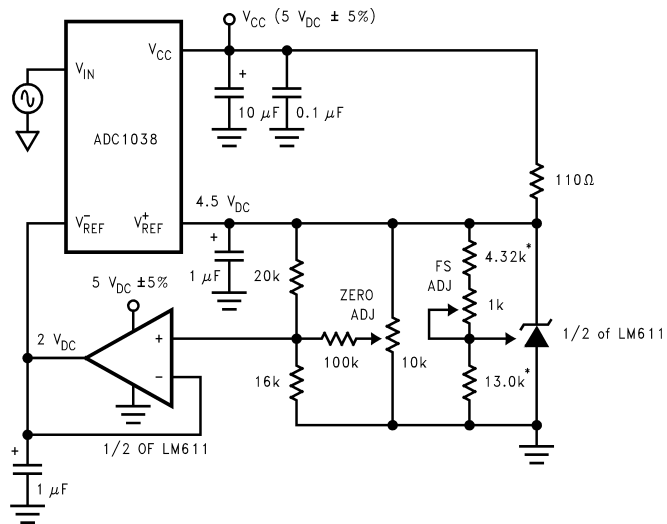 V_CC (5 V_DC ± 5%)
V_CC
V_IN
+
10 µF
0.1 µF
ADC1038
110Ω
4.5 V_DC
V_REF^-
V_REF^+
+
1 µF
20k
4.32k*
FS
ADJ
1k
5 V_DC ±5%
ZERO
ADJ
2 V_DC
+
1/2 of LM611
100k
10k
−
16k
13.0k*
1/2 OF LM611
+
1 µF